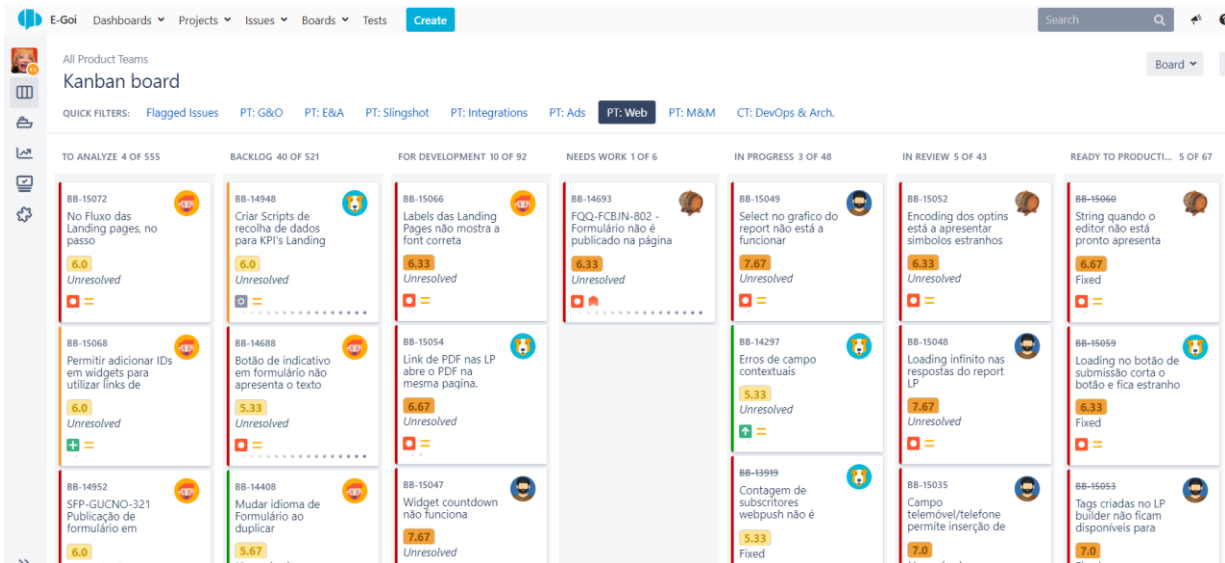 E-Goi Dashboards Projects Issues Boards Tests Create Search
All Product Teams
Board
Kanban board
QUICK FILTERS: Flagged Issues PT: G&O PT: E&A PT: Slingshot PT: Integrations PT: Ads PT: Web PT: M&M CT: DevOps & Arch.
TO ANALYZE 4 OF 555
BB-15072
No Fluxo das
Landing pages, no
passo
6.0
Unresolved
BB-15068
Permitir adicionar IDs
em widgets para
utilizar links de
6.0
Unresolved
BB-14952
SFP-GUCNO-321
Publicação de
formulário em
6.0
BACKLOG 40 OF 521
BB-14948
Criar Scripts de
recolha de dados
para KPI's Landing
6.0
Unresolved
BB-14688
Botão de indicativo
em formulário não
apresenta o texto
5.33
Unresolved
BB-14408
Mudar idioma de
Formulário ao
duplicar
5.67
FOR DEVELOPMENT 10 OF 92
BB-15066
Labels das Landing
Pages não mostra a
font correta
6.33
Unresolved
BB-15054
Link de PDF nas LP
abre o PDF na
mesma pagina.
6.67
Unresolved
BB-15047
Widget countdown
não funciona
7.67
Unresolved
NEEDS WORK 1 OF 6
BB-14693
FQQ-FCBJN-802 -
Formulário não é
publicado na página
6.33
Unresolved
IN PROGRESS 3 OF 48
BB-15049
Select no grafico do
report não está a
funcionar
7.67
Unresolved
BB-14297
Erros de campo
contextuais
5.33
Unresolved
BB-13919
Contagem de
subscritores
webpush não é
5.33
Fixed
IN REVIEW 5 OF 43
BB-15052
Encoding dos optins
está a apresentar
simbolos estranhos
6.33
Unresolved
BB-15048
Loading infinito nas
respostas do report
LP
7.67
Unresolved
BB-15035
Campo
telemóvel/telefone
permite inserção de
7.0
READY TO PRODUCTI... 5 OF 67
BB-15060
String quando o
editor não está
pronto apresenta
6.67
Fixed
BB-15059
Loading no botão de
submissão corta o
botão e fica estranho
6.33
Fixed
BB-15053
Tags criadas no LP
builder não ficam
disponíveis para
7.0